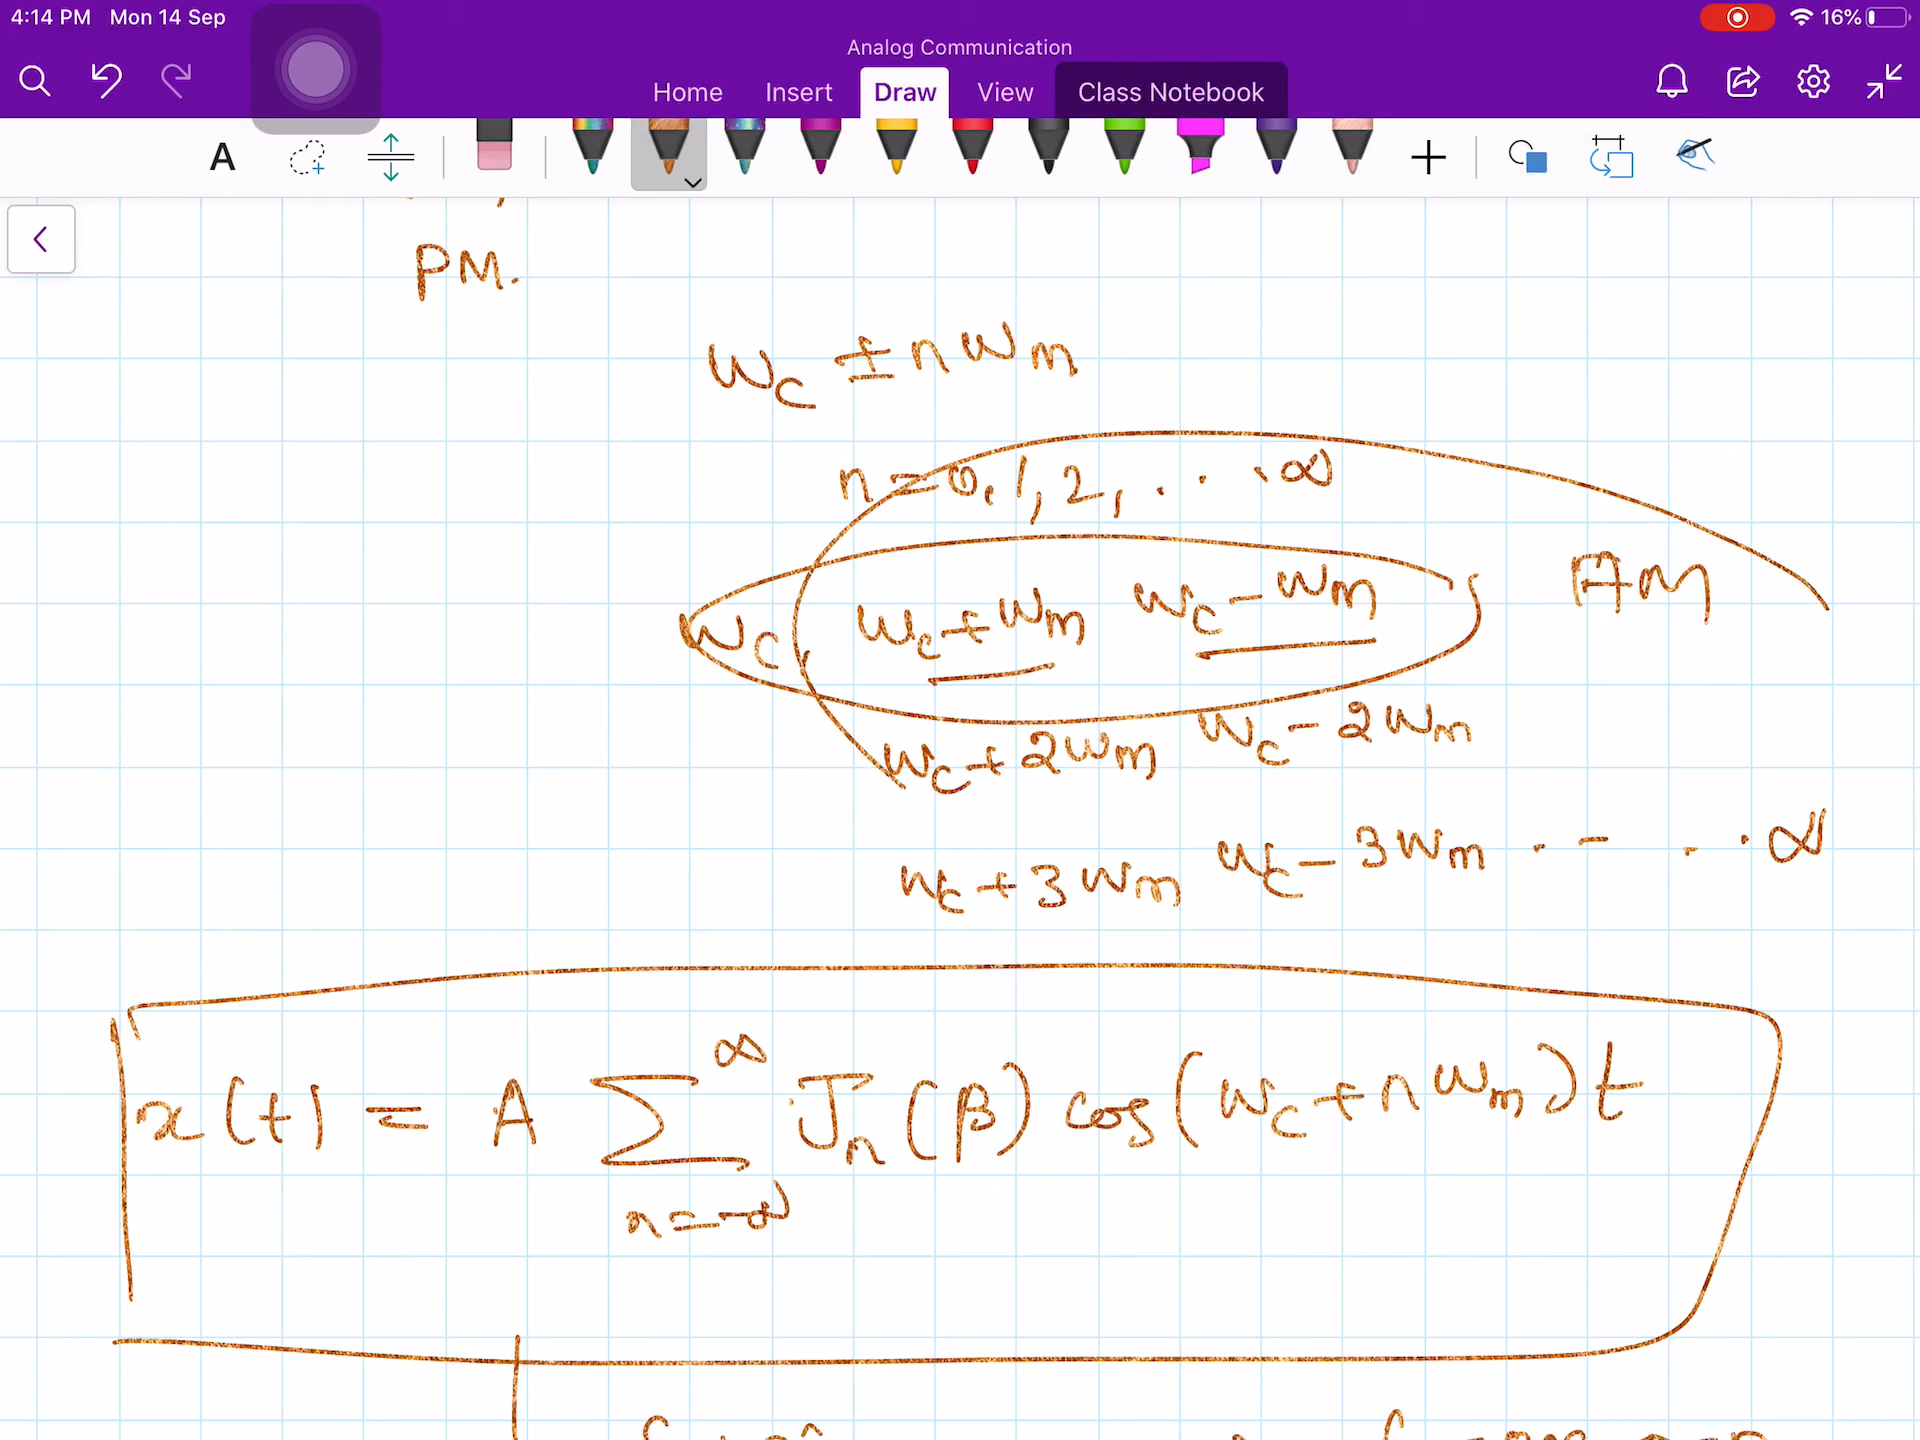 4:14 PM Mon 14 Sep 16%
Analog Communication
Home Insert Draw View Class Notebook
A
PM.
ωc ± nωm
n = 0, 1, 2, . . . . ∞
ωc, ωc + ωm ωc − ωm AM
ωc + 2ωm ωc − 2ωm
ωc + 3ωm ωc − 3ωm . - . . ∞
x(t) = A ∑ₙ₌₋∞^∞ Jn(β) cos(ωc + nωm)t